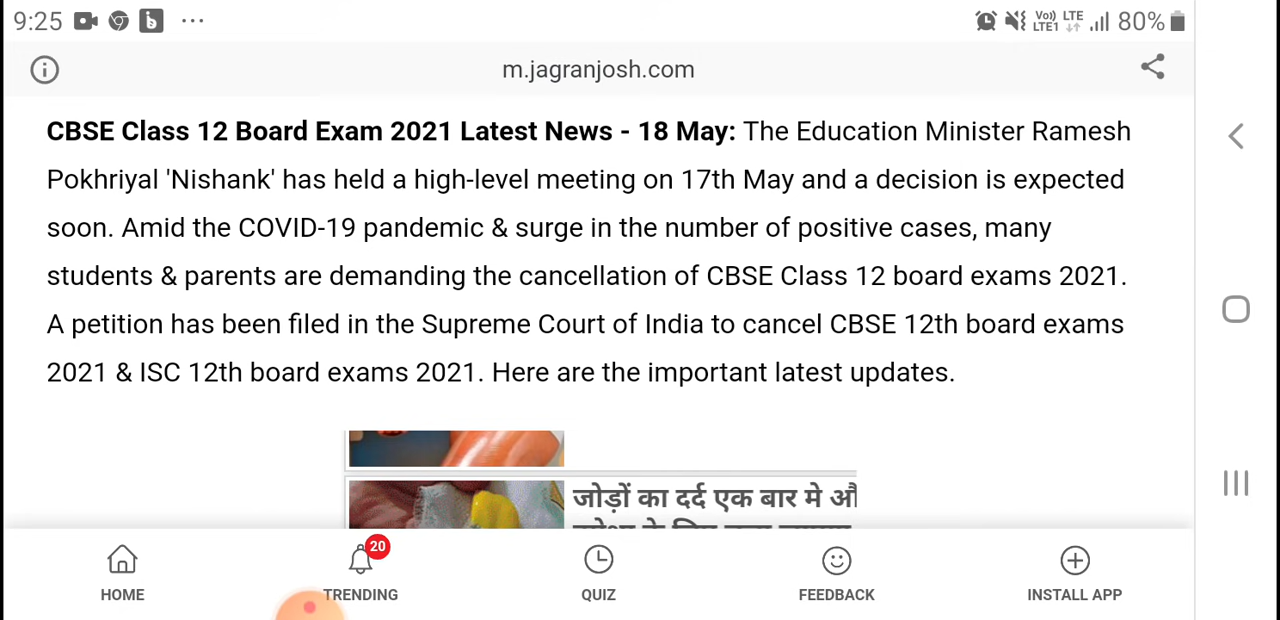 9:25
Vo) LTE
LTE1
80%
m.jagranjosh.com
CBSE Class 12 Board Exam 2021 Latest News - 18 May: The Education Minister Ramesh
Pokhriyal 'Nishank' has held a high-level meeting on 17th May and a decision is expected
soon. Amid the COVID-19 pandemic & surge in the number of positive cases, many
students & parents are demanding the cancellation of CBSE Class 12 board exams 2021.
A petition has been filed in the Supreme Court of India to cancel CBSE 12th board exams
2021 & ISC 12th board exams 2021. Here are the important latest updates.
जोड़ों का दर्द एक बार मे
20
HOME
TRENDING
QUIZ
FEEDBACK
INSTALL APP